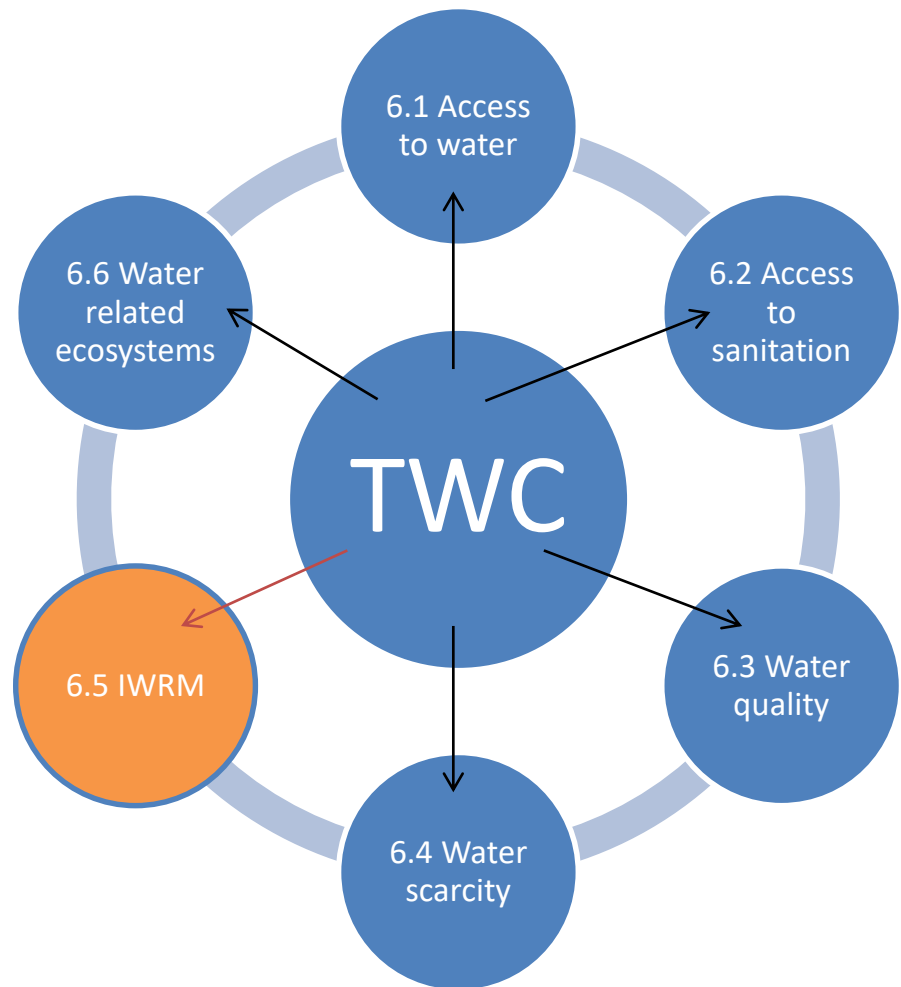 6.1 Access
to water
6.2 Access
to
sanitation
6.3 Water
quality
6.4 Water
scarcity
6.5 IWRM
6.6 Water
related
ecosystems
TWC